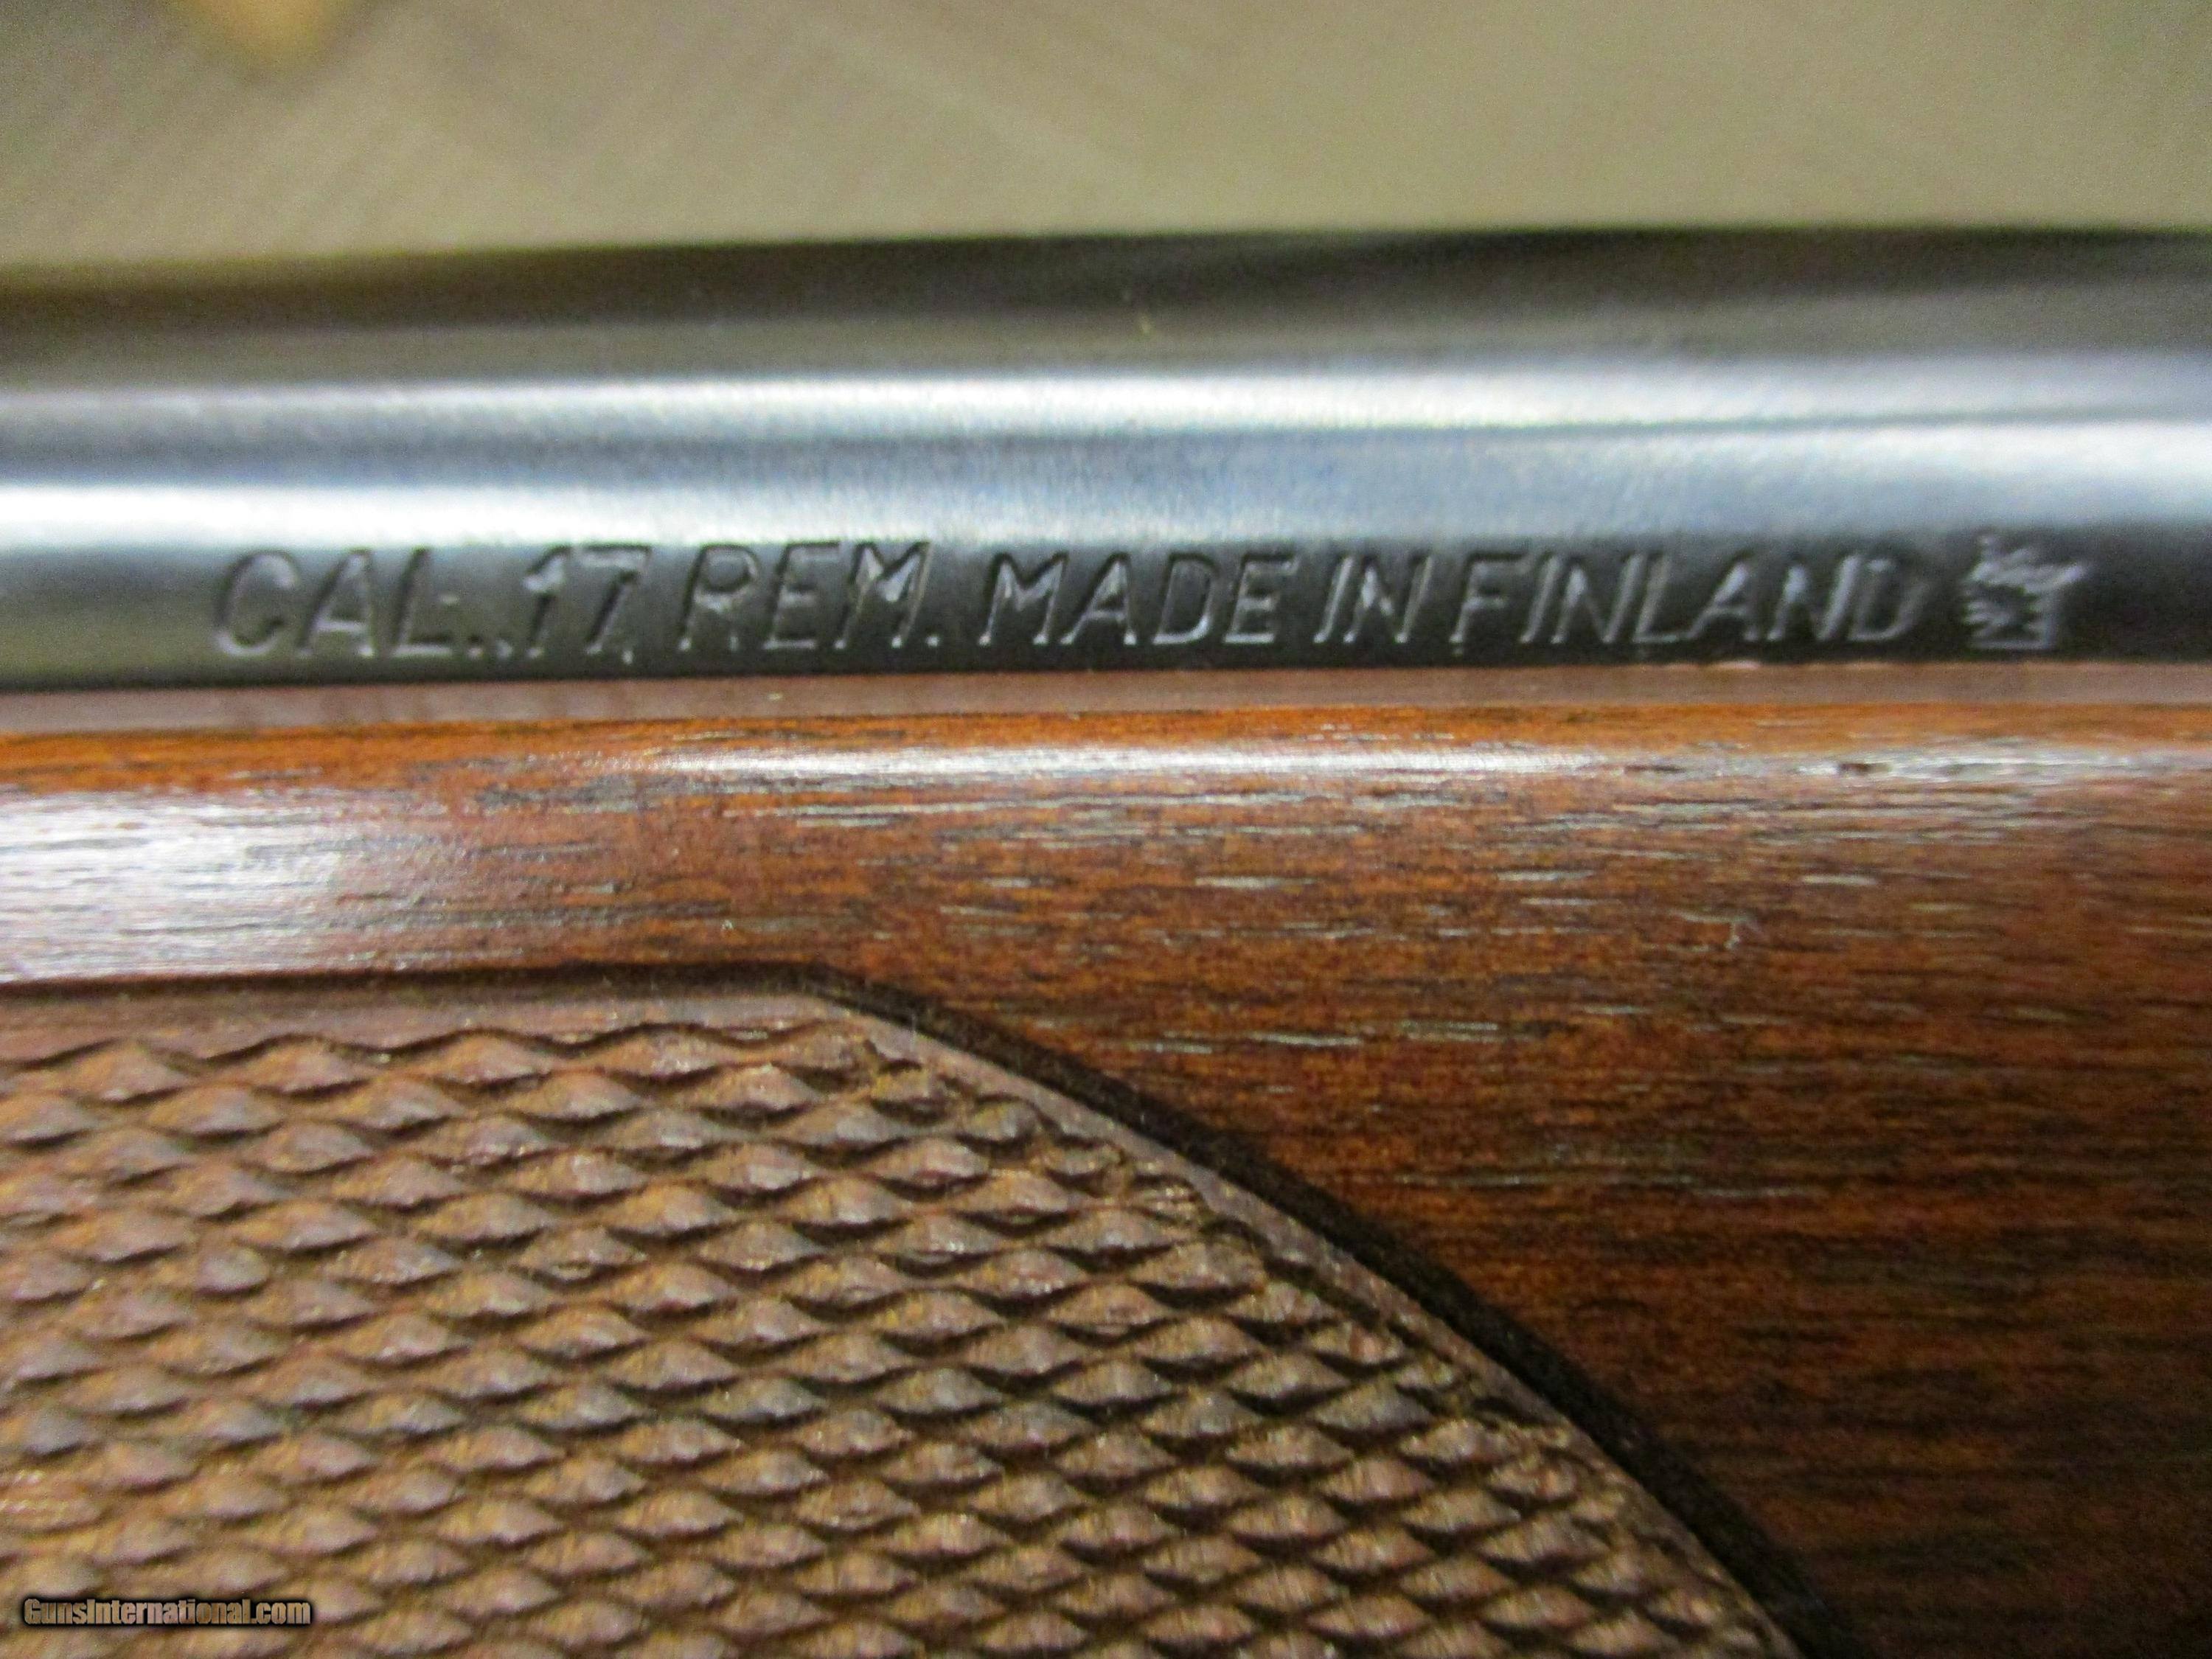 CAL. .17 REM. MADE IN FINLAND
GunsInternational.com